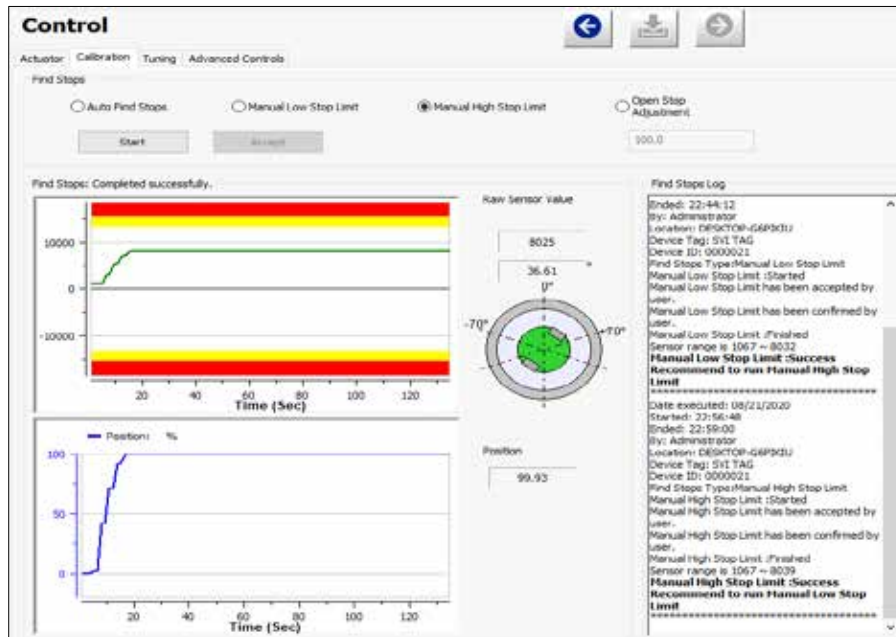 Control
Actuator Calibration Tuning Advanced Controls
Find Stops
Auto Find Stops Manual Low Stop Limit Manual High Stop Limit Open Stop
Adjustment
Start Accept 100.0
Find Stops: Completed successfully.
Raw Sensor Value
8025
36.61 °
0°
-70° +70°
10000
0
-10000
20 40 60 80 100 120
Time (Sec)
Position: %
100
50
0
20 40 60 80 100 120
Time (Sec)
Position
99.93
Find Stops Log
Ended: 22:44:12
By: Administrator
Location: DESKTOP-G6PIKIU
Device Tag: SVI TAG
Device ID: 0000021
Find Stops Type:Manual Low Stop Limit
Manual Low Stop Limit :Started
Manual Low Stop Limit has been accepted by
user.
Manual Low Stop Limit has been confirmed by
user.
Manual Low Stop Limit :Finished
Sensor range is 1067 ~ 8032
Manual Low Stop Limit :Success
Recommend to run Manual High Stop
Limit
****************************************
Date executed: 08/21/2020
Started: 22:56:48
Ended: 22:59:00
By: Administrator
Location: DESKTOP-G6PIKIU
Device Tag: SVI TAG
Device ID: 0000021
Find Stops Type:Manual High Stop Limit
Manual High Stop Limit :Started
Manual High Stop Limit has been accepted by
user.
Manual High Stop Limit has been confirmed by
user.
Manual High Stop Limit :Finished
Sensor range is 1067 ~ 8039
Manual High Stop Limit :Success
Recommend to run Manual Low Stop
Limit
****************************************